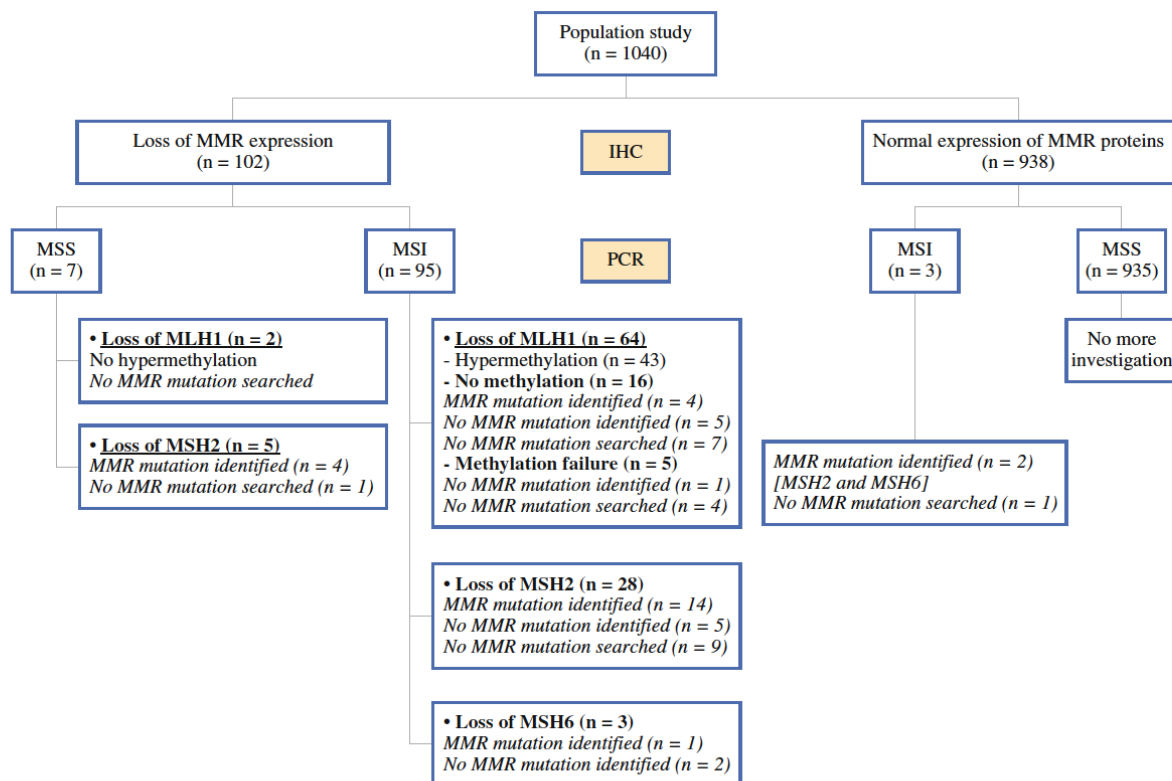 Population study
(n = 1040)
Loss of MMR expression
(n = 102)
IHC
Normal expression of MMR proteins
(n = 938)
MSS
(n = 7)
MSI
(n = 95)
PCR
MSI
(n = 3)
MSS
(n = 935)
• Loss of MLH1 (n = 2)
No hypermethylation
No MMR mutation searched
• Loss of MSH2 (n = 5)
MMR mutation identified (n = 4)
No MMR mutation searched (n = 1)
• Loss of MLH1 (n = 64)
- Hypermethylation (n = 43)
- No methylation (n = 16)
MMR mutation identified (n = 4)
No MMR mutation identified (n = 5)
No MMR mutation searched (n = 7)
- Methylation failure (n = 5)
No MMR mutation identified (n = 1)
No MMR mutation searched (n = 4)
• Loss of MSH2 (n = 28)
MMR mutation identified (n = 14)
No MMR mutation identified (n = 5)
No MMR mutation searched (n = 9)
• Loss of MSH6 (n = 3)
MMR mutation identified (n = 1)
No MMR mutation identified (n = 2)
MMR mutation identified (n = 2)
[MSH2 and MSH6]
No MMR mutation searched (n = 1)
No more
investigation